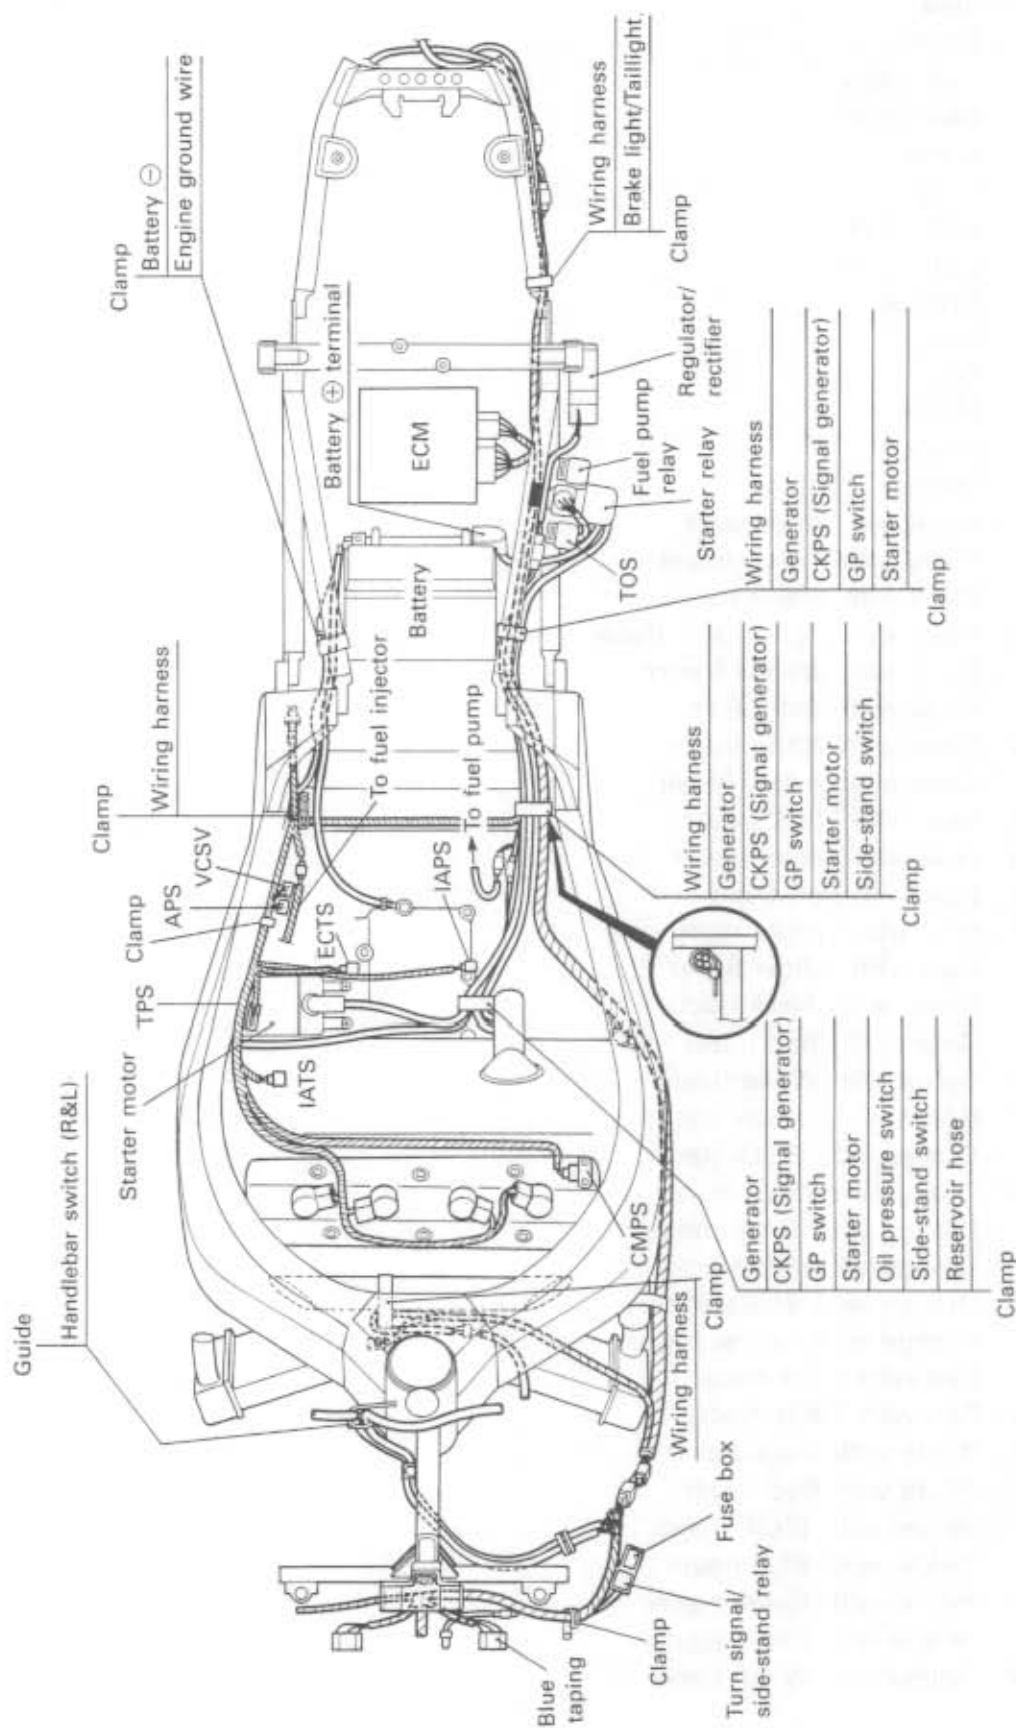 Guide
Handlebar switch (R&L)
Starter motor
TPS
Clamp
APS
VCSV
Clamp
Wiring harness
To fuel injector
Clamp
Battery ⊖
Engine ground wire
Battery ⊕ terminal
IATS
ECTS
IAPS
To fuel pump
Battery
ECM
CMPS
TOS
Fuel pump
relay
Starter relay
Regulator/
rectifier
Wiring harness
Brake light/Taillight
Clamp
Blue
taping
Clamp
Turn signal/
side-stand relay
Fuse box
Wiring harness
Clamp
Generator
CKPS (Signal generator)
GP switch
Starter motor
Oil pressure switch
Side-stand switch
Reservoir hose
Clamp
Wiring harness
Generator
CKPS (Signal generator)
GP switch
Starter motor
Side-stand switch
Clamp
Wiring harness
Generator
CKPS (Signal generator)
GP switch
Starter motor
Clamp